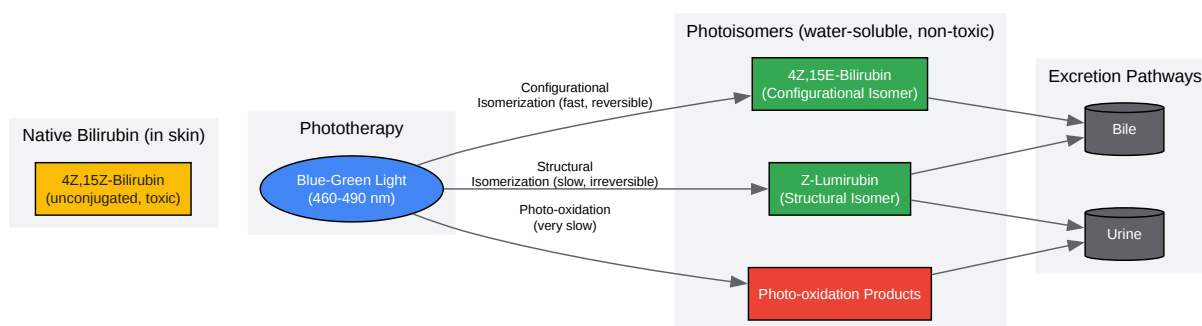 Native Bilirubin (in skin)
4Z,15Z-Bilirubin
(unconjugated, toxic)
Phototherapy
Blue-Green Light
(460-490 nm)
Configurational
Isomerization (fast, reversible)
Structural
Isomerization (slow, irreversible)
Photo-oxidation
(very slow)
Photoisomers (water-soluble, non-toxic)
4Z,15E-Bilirubin
(Configurational Isomer)
Z-Lumirubin
(Structural Isomer)
Photo-oxidation Products
Excretion Pathways
Bile
Urine